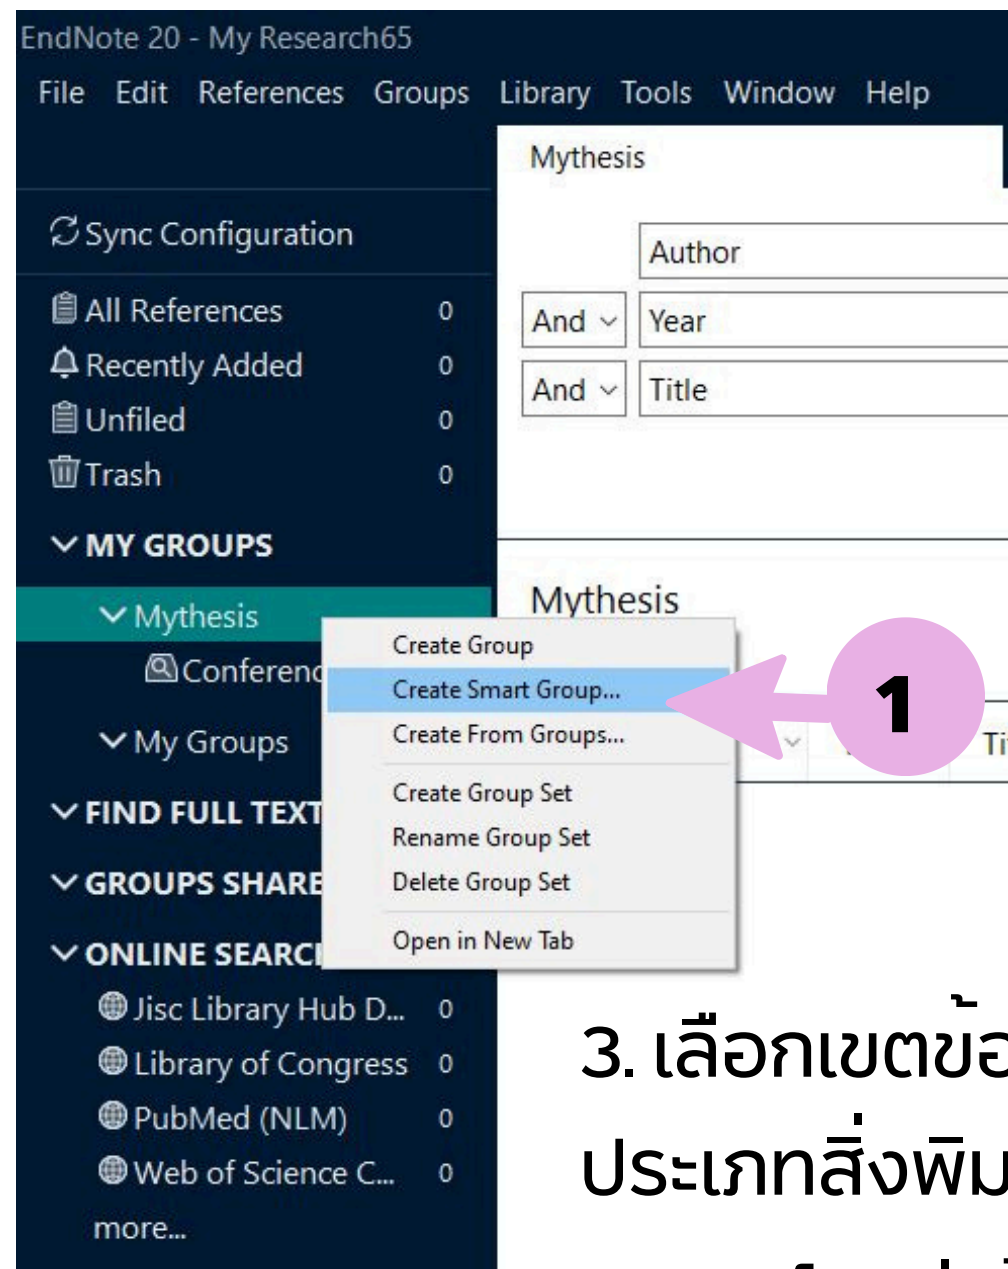 EndNote 20 - My Research65
File Edit References Groups Library Tools Window Help
Mythesis
Sync Configuration
Author
All References 0
And Year
Recently Added 0
And Title
Unfiled 0
Trash 0
MY GROUPS
Mythesis
Mythesis
Create Group
Create Smart Group...
1
Create From Groups...
My Groups
Create Group Set
FIND FULL TEXT
Rename Group Set
Delete Group Set
Open in New Tab
Jisc Library Hub D... 0
Library of Congress 0
PubMed (NLM) 0
Web of Science C... 0
more...
3.